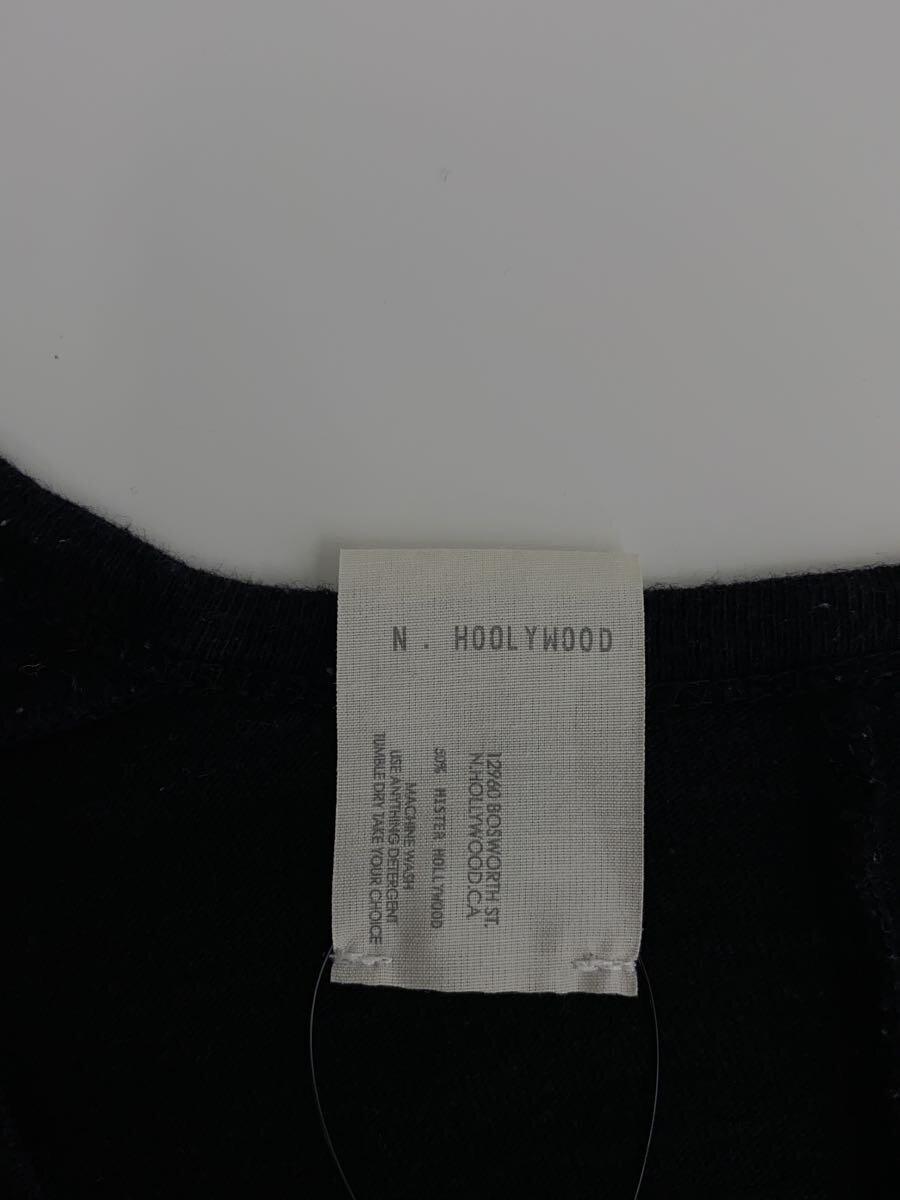 N . HOOLYWOOD
12960 BOSWORTH ST.
N.HOLLYWOOD.CA
50% MISTER HOLLYWOOD
MACHINE WASH
USE ANYTHING DETERGENT
TUMBLE DRY TAKE YOUR CHOICE